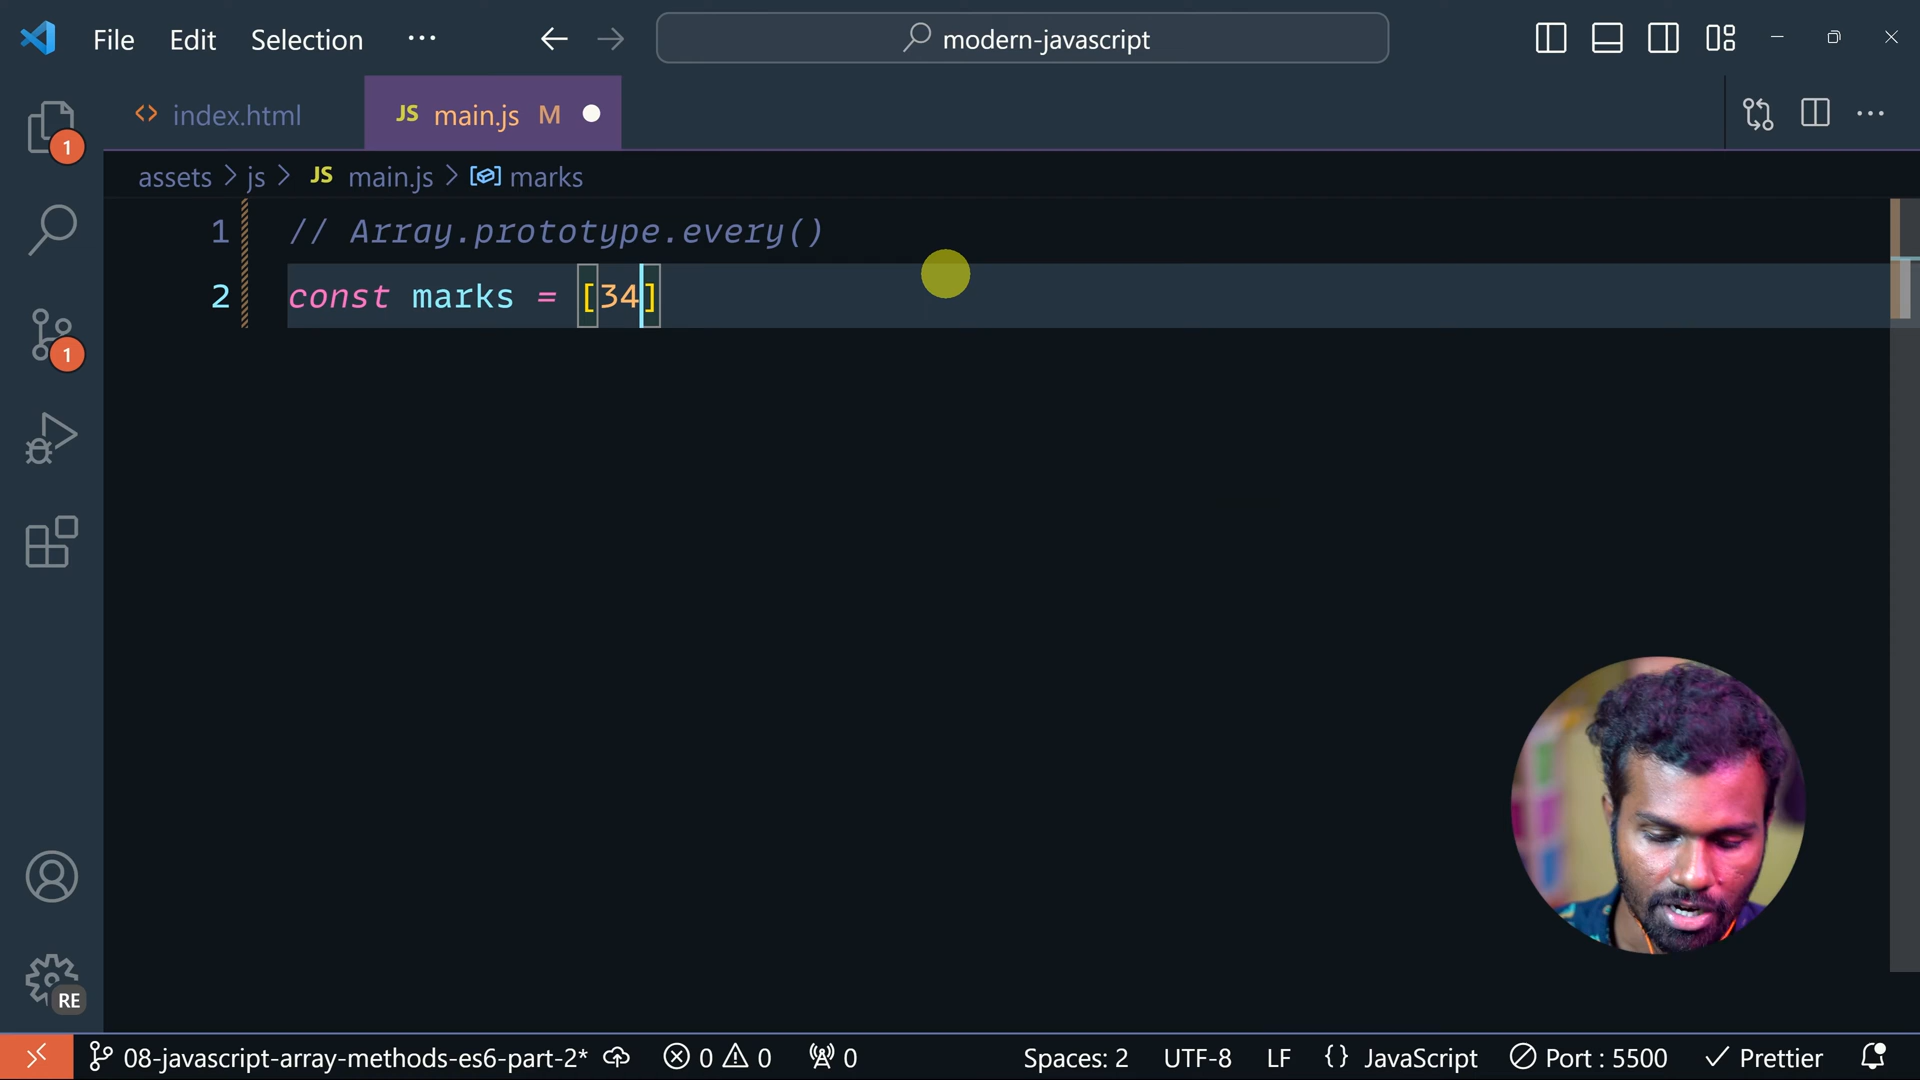 File Edit Selection ··· modern-javascript
index.html JS main.js M
assets > js > JS main.js > marks
1 // Array.prototype.every()
2 const marks = [34]
1
1
RE
08-javascript-array-methods-es6-part-2* 0 0 0 Spaces: 2 UTF-8 LF {} JavaScript Port : 5500 Prettier